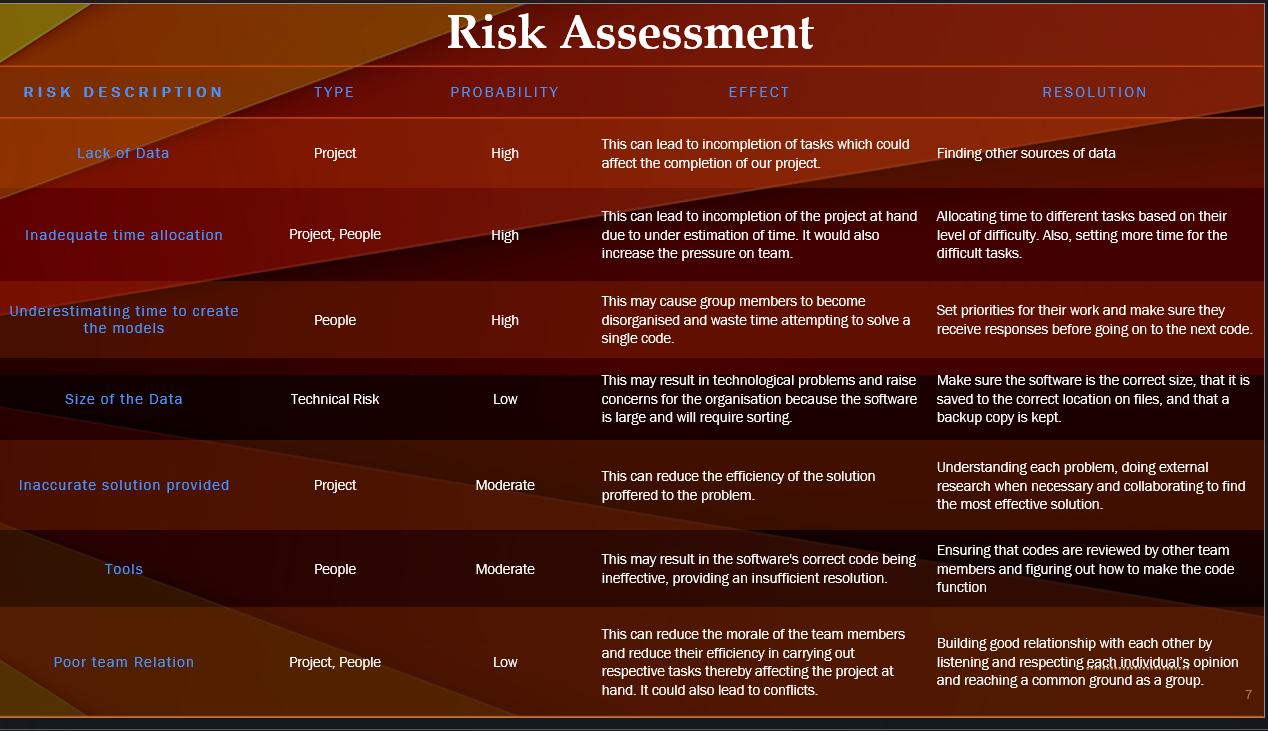 Risk Assessment
RISK DESCRIPTION TYPE PROBABILITY EFFECT RESOLUTION
Lack of Data
Project
High
This can lead to incompletion of tasks which could
affect the completion of our project.
Finding other sources of data
Inadequate time allocation
Project, People
High
This can lead to incompletion of the project at hand
due to under estimation of time. It would also
increase the pressure on team.
Allocating time to different tasks based on their
level of difficulty. Also, setting more time for the
difficult tasks.
Underestimating time to create
the models
People
High
This may cause group members to become
disorganised and waste time attempting to solve a
single code.
Set priorities for their work and make sure they
receive responses before going on to the next code.
Size of the Data
Technical Risk
Low
This may result in technological problems and raise
concerns for the organisation because the software
is large and will require sorting.
Make sure the software is the correct size, that it is
saved to the correct location on files, and that a
backup copy is kept.
Inaccurate solution provided
Project
Moderate
This can reduce the efficiency of the solution
proffered to the problem.
Understanding each problem, doing external
research when necessary and collaborating to find
the most effective solution.
Tools
People
Moderate
This may result in the software's correct code being
ineffective, providing an insufficient resolution.
Ensuring that codes are reviewed by other team
members and figuring out how to make the code
function
Poor team Relation
Project, People
Low
This can reduce the morale of the team members
and reduce their efficiency in carrying out
respective tasks thereby affecting the project at
hand. It could also lead to conflicts.
Building good relationship with each other by
listening and respecting each individual's opinion
and reaching a common ground as a group.
7